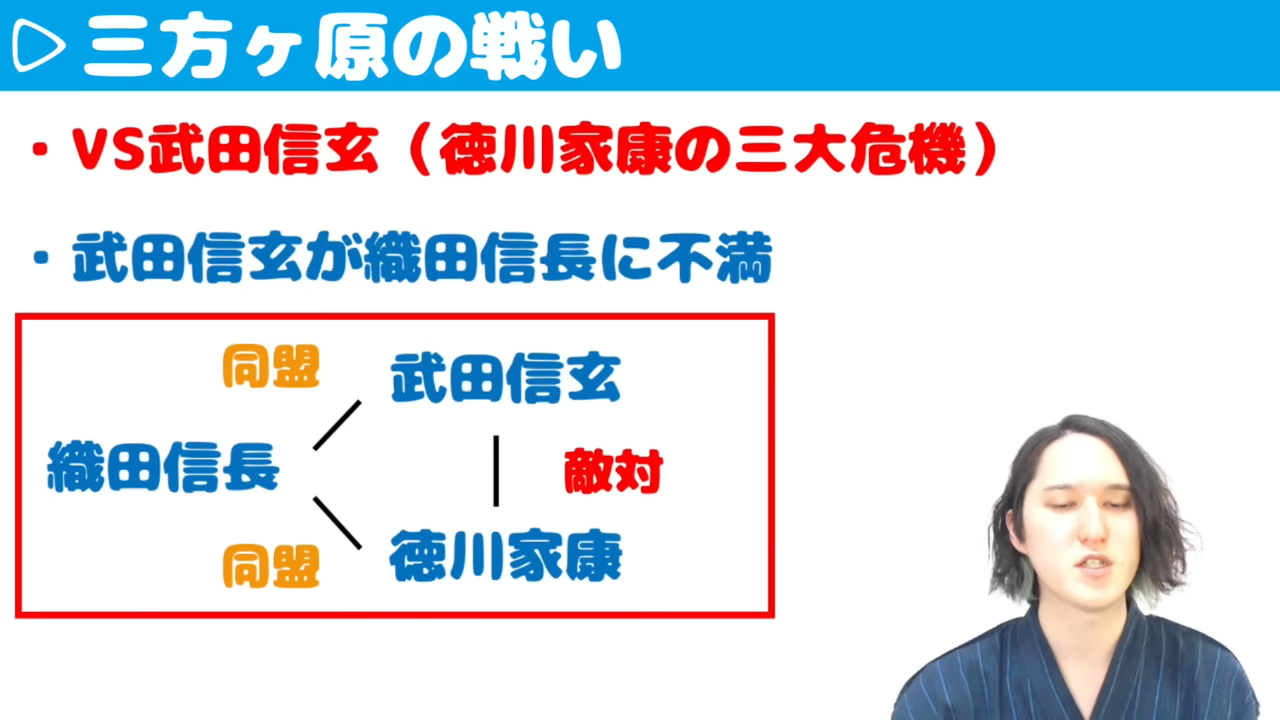 三方ヶ原の戦い
・VS武田信玄（徳川家康の三大危機）
・武田信玄が織田信長に不満
同盟
武田信玄
織田信長
敵対
同盟
徳川家康